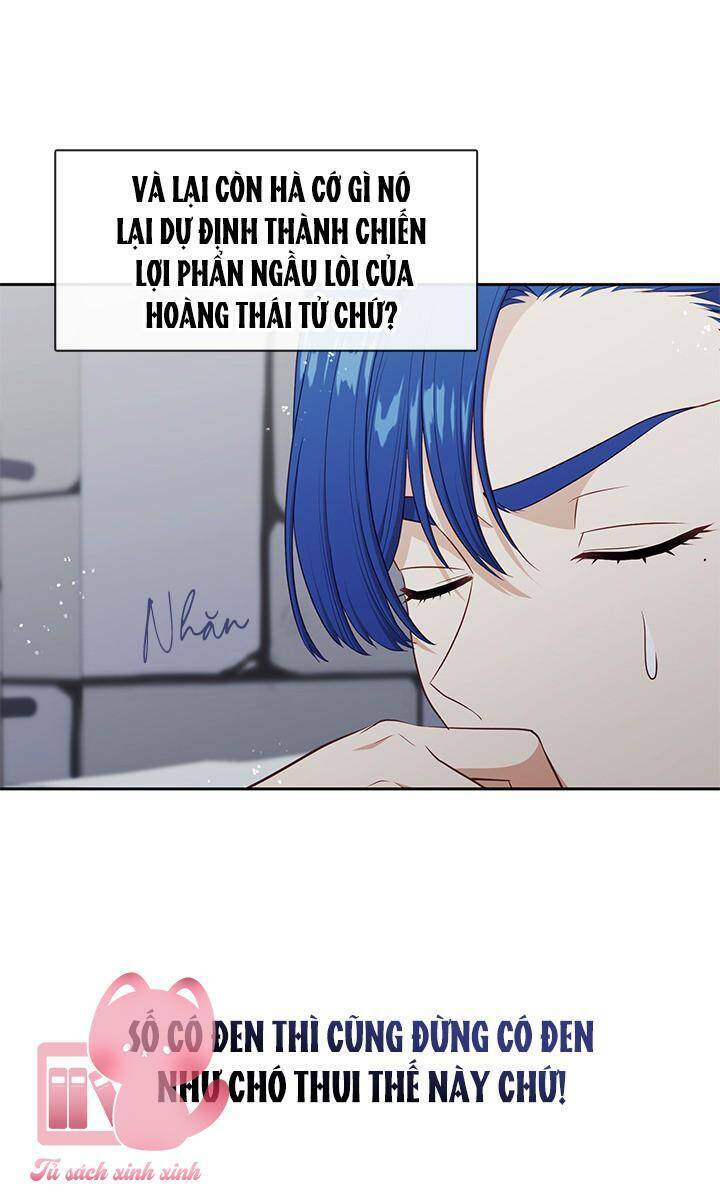 VÀ LẠI CÒN HÀ CỚ GÌ NÓ
LẠI DỰ ĐỊNH THÀNH CHIẾN
LỢI PHẨN NGẦU LÒI CỦA
HOÀNG THÁI TỬ CHỨ?
Nhăn
SỐ CÓ ĐEN THÌ CŨNG ĐỪNG CÓ ĐEN
NHƯ CHÓ THUI THẾ NÀY CHỨ!
Tủ sách xinh xinh